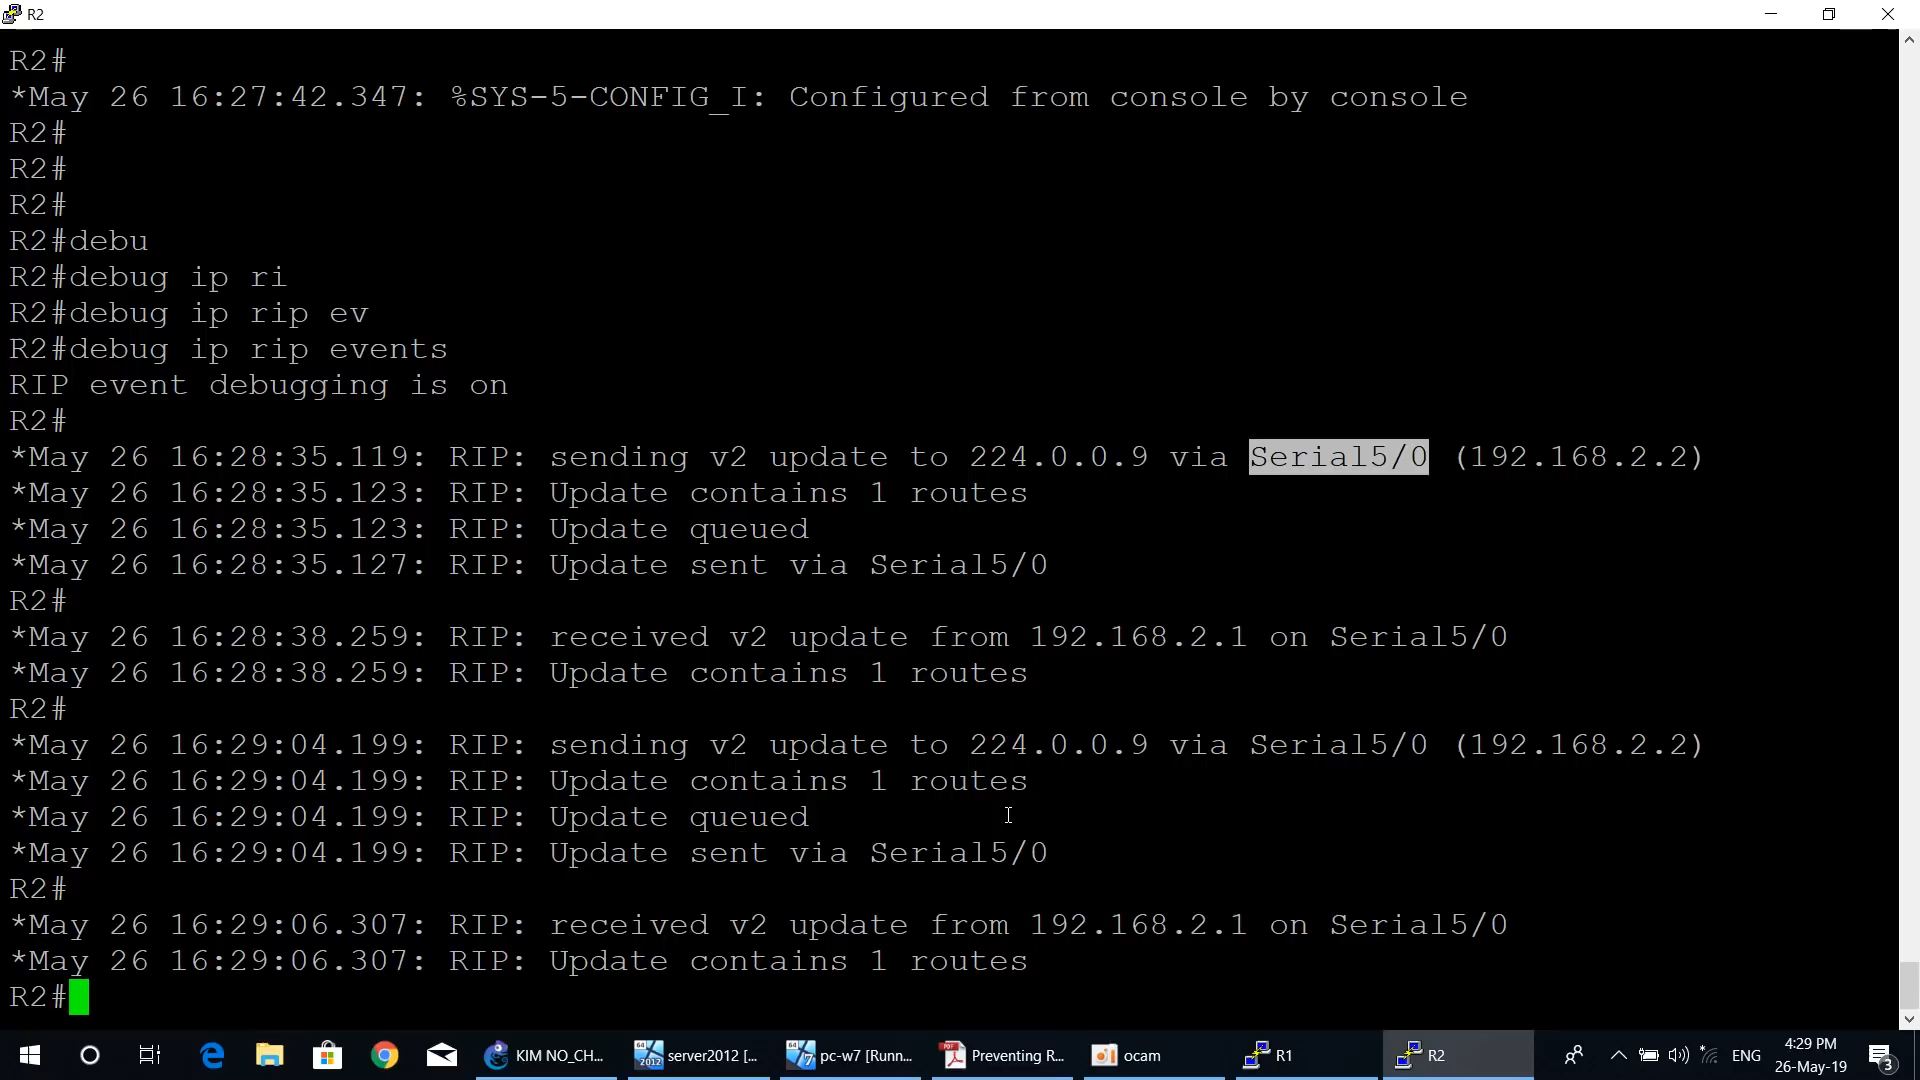 R2
R2#
*May 26 16:27:42.347: %SYS-5-CONFIG_I: Configured from console by console
R2#
R2#
R2#
R2#debu
R2#debug ip ri
R2#debug ip rip ev
R2#debug ip rip events
RIP event debugging is on
R2#
*May 26 16:28:35.119: RIP: sending v2 update to 224.0.0.9 via Serial5/0 (192.168.2.2)
*May 26 16:28:35.123: RIP: Update contains 1 routes
*May 26 16:28:35.123: RIP: Update queued
*May 26 16:28:35.127: RIP: Update sent via Serial5/0
R2#
*May 26 16:28:38.259: RIP: received v2 update from 192.168.2.1 on Serial5/0
*May 26 16:28:38.259: RIP: Update contains 1 routes
R2#
*May 26 16:29:04.199: RIP: sending v2 update to 224.0.0.9 via Serial5/0 (192.168.2.2)
*May 26 16:29:04.199: RIP: Update contains 1 routes
*May 26 16:29:04.199: RIP: Update queued
*May 26 16:29:04.199: RIP: Update sent via Serial5/0
R2#
*May 26 16:29:06.307: RIP: received v2 update from 192.168.2.1 on Serial5/0
*May 26 16:29:06.307: RIP: Update contains 1 routes
R2#
KIM NO_CH... server2012 [... pc-w7 [Runn... Preventing R... ocam R1 R2 ENG 4:29 PM
26-May-19 3